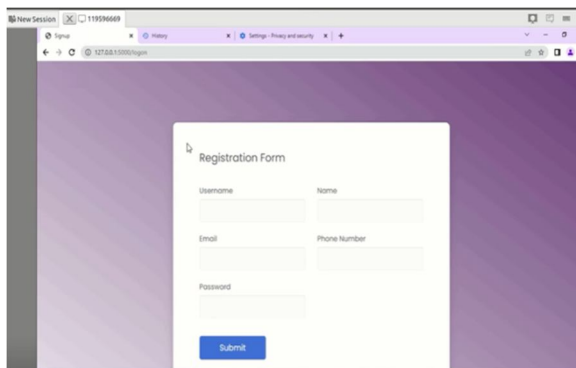 New Session X 119596669
Signup x History x Settings - Privacy and security x +
127.0.0.1:5000/logon
Registration Form
Username Name
Email Phone Number
Password
Submit